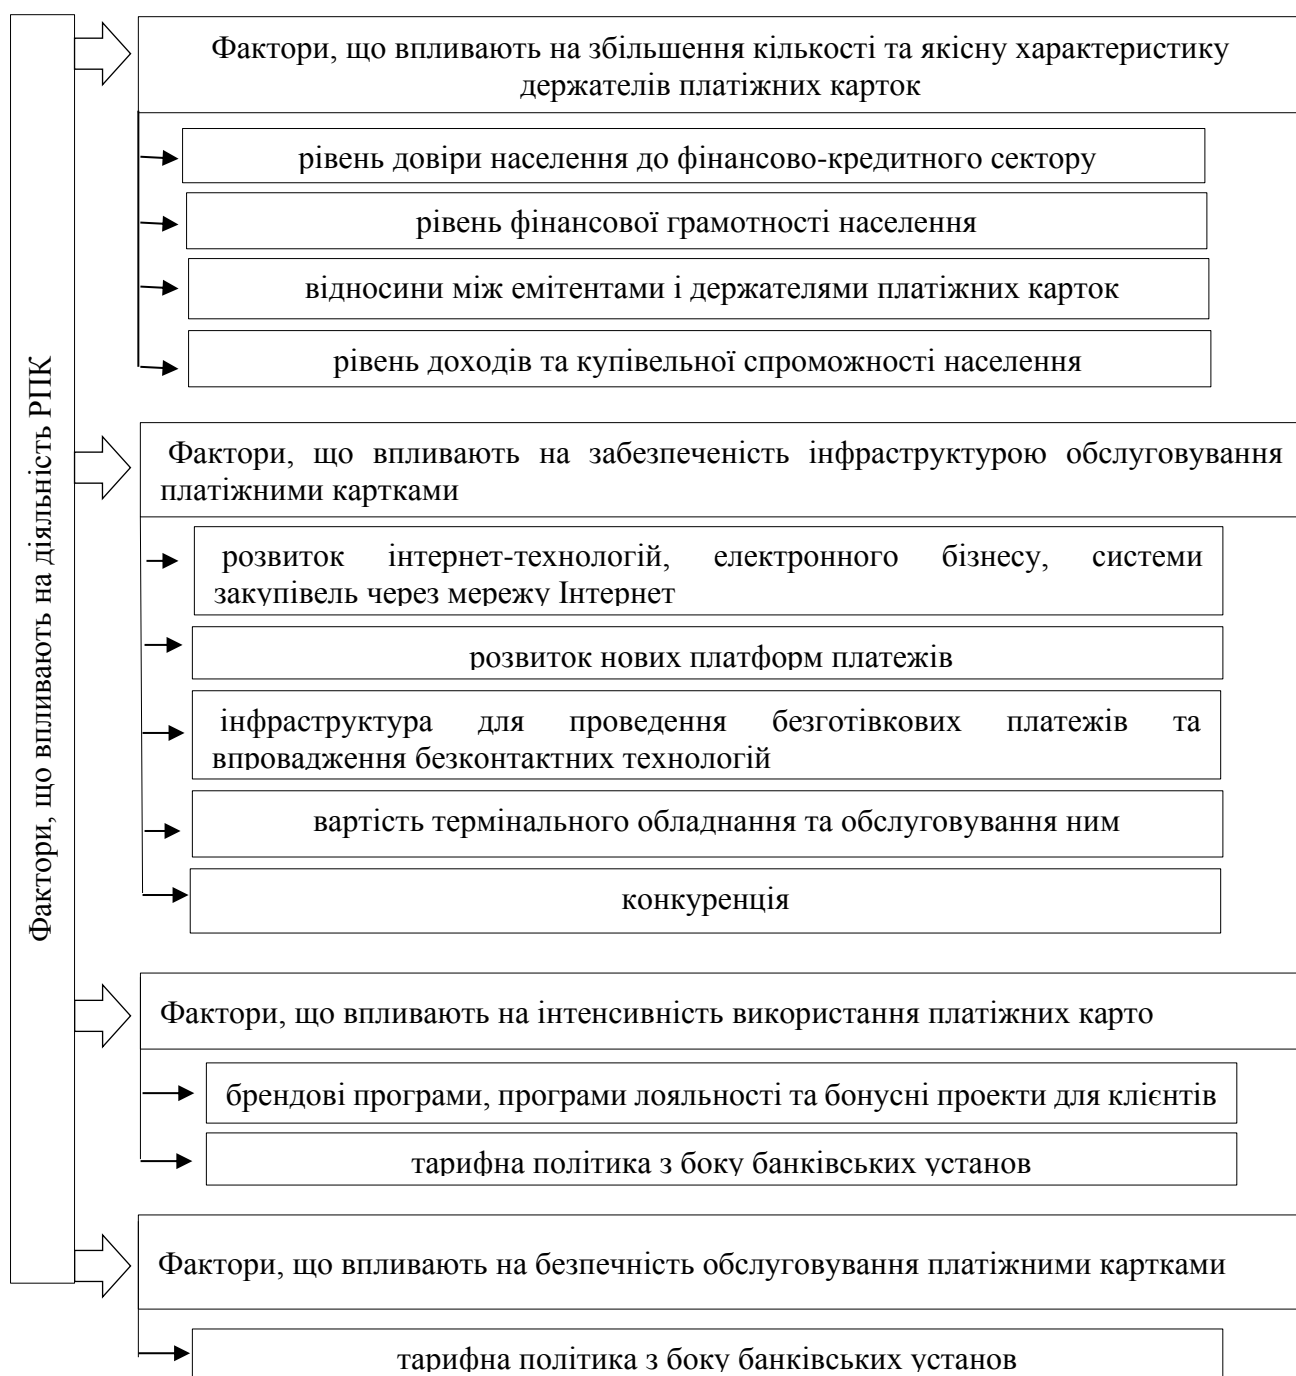 Фактори, що впливають на діяльність РПК
Фактори, що впливають на збільшення кількості та якісну характеристику
держателів платіжних карток
рівень довіри населення до фінансово-кредитного сектору
рівень фінансової грамотності населення
відносини між емітентами і держателями платіжних карток
рівень доходів та купівельної спроможності населення
Фактори, що впливають на забезпеченість інфраструктурою обслуговування
платіжними картками
розвиток інтернет-технологій, електронного бізнесу, системи
закупівель через мережу Інтернет
розвиток нових платформ платежів
інфраструктура для проведення безготівкових платежів та
впровадження безконтактних технологій
вартість термінального обладнання та обслуговування ним
конкуренція
Фактори, що впливають на інтенсивність використання платіжних карто
брендові програми, програми лояльності та бонусні проекти для клієнтів
тарифна політика з боку банківських установ
Фактори, що впливають на безпечність обслуговування платіжними картками
тарифна політика з боку банківських установ